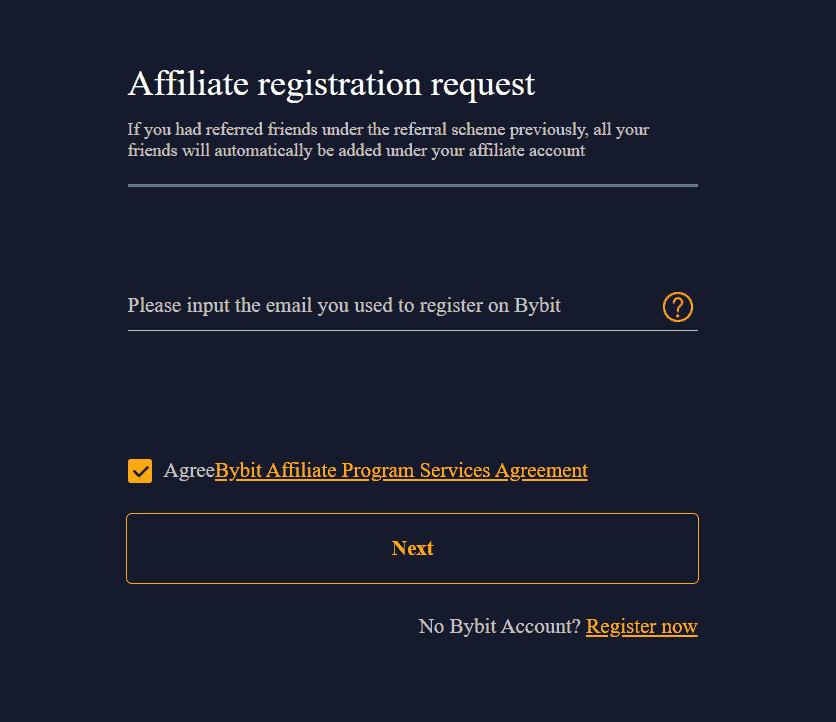 Affiliate registration request
If you had referred friends under the referral scheme previously, all your
friends will automatically be added under your affiliate account
Please input the email you used to register on Bybit
?
AgreeBybit Affiliate Program Services Agreement
Next
No Bybit Account? Register now